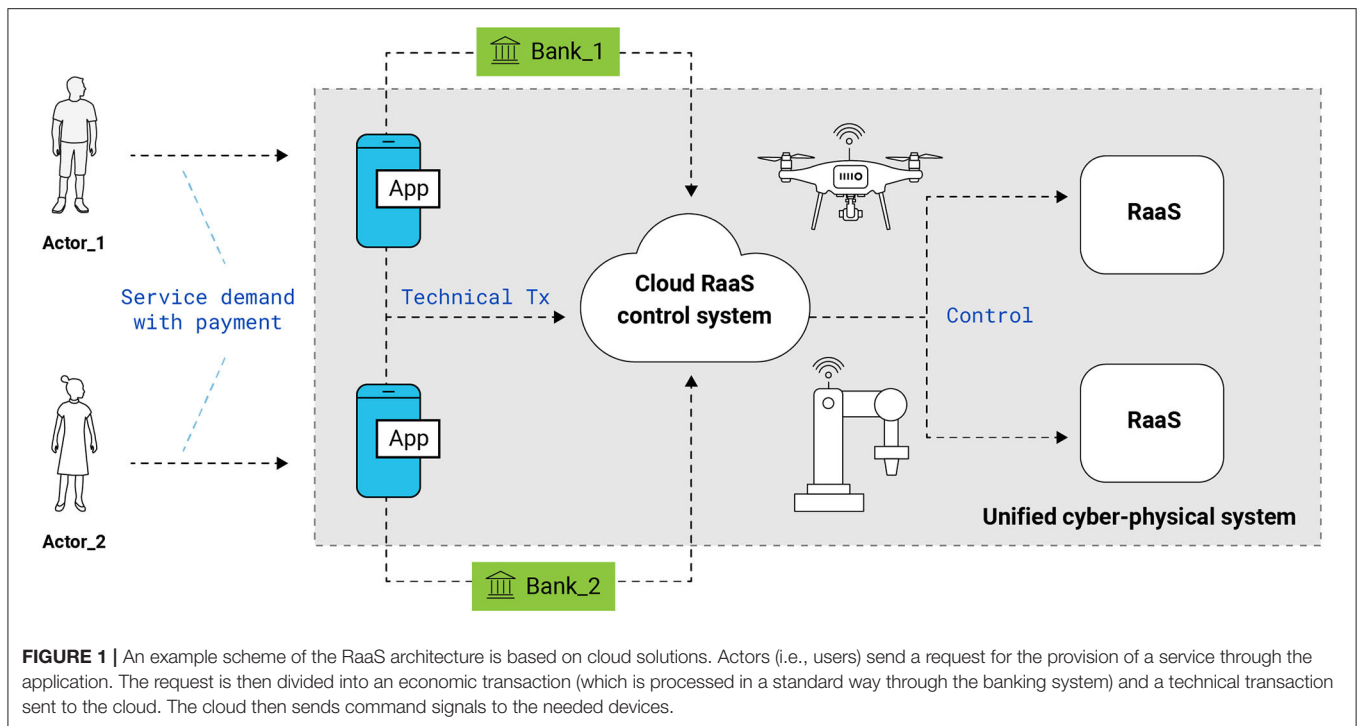 Bank_1
App
Actor_1
RaaS
Service demand
with payment
Technical Tx
Cloud RaaS
control system
Control
App
RaaS
Unified cyber-physical system
Actor_2
Bank_2
FIGURE 1 | An example scheme of the RaaS architecture is based on cloud solutions. Actors (i.e., users) send a request for the provision of a service through the
application. The request is then divided into an economic transaction (which is processed in a standard way through the banking system) and a technical transaction
sent to the cloud. The cloud then sends command signals to the needed devices.